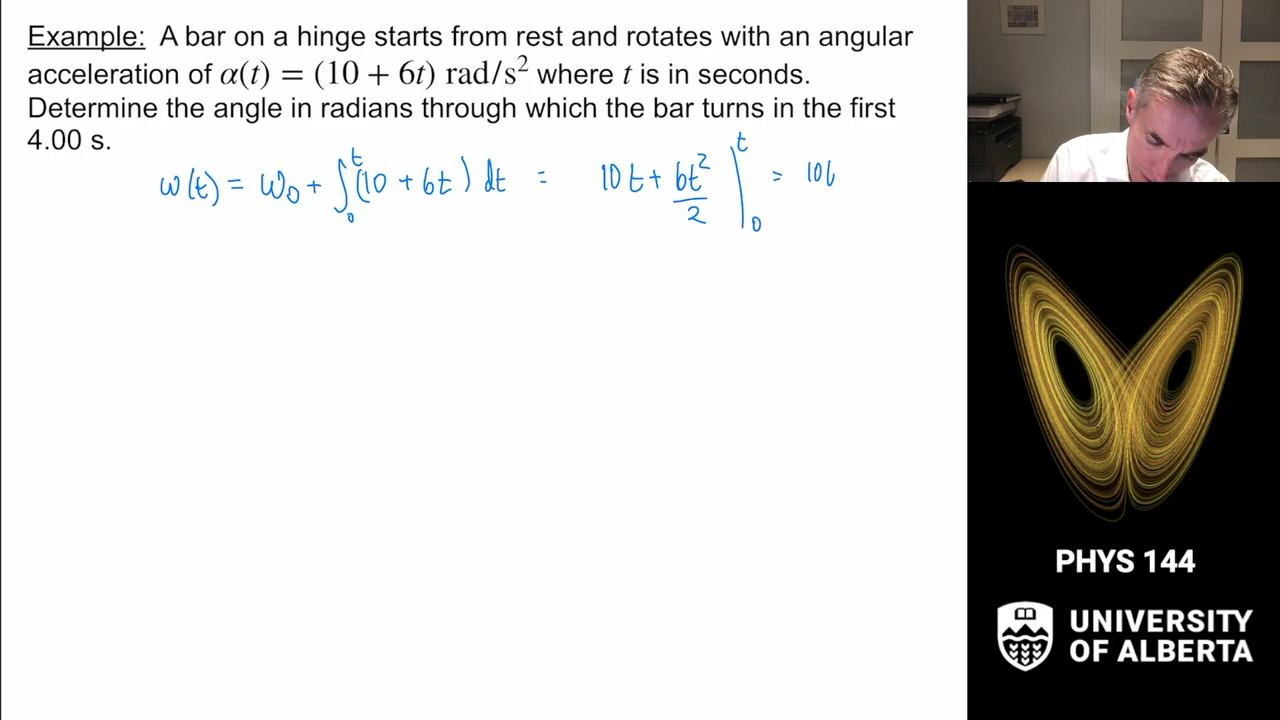 Example: A bar on a hinge starts from rest and rotates with an angular
acceleration of α(t) = (10 + 6t) rad/s² where t is in seconds.
Determine the angle in radians through which the bar turns in the first
4.00 s.
ω(t) = ω₀ + ∫₀ᵗ (10 + 6t) dt = 10t + 6t²/2 |₀ᵗ = 10t
PHYS 144
UNIVERSITY
OF ALBERTA